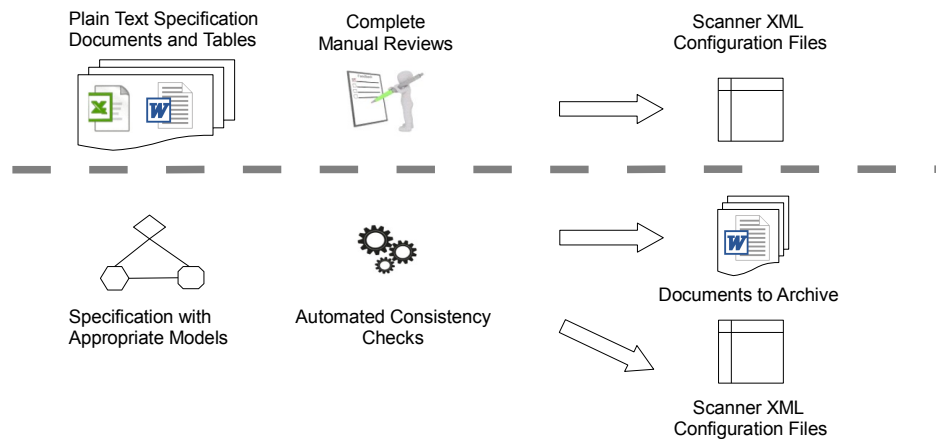 Plain Text Specification
Documents and Tables
Complete
Manual Reviews
Scanner XML
Configuration Files
X
W
W
Documents to Archive
Specification with
Appropriate Models
Automated Consistency
Checks
Scanner XML
Configuration Files